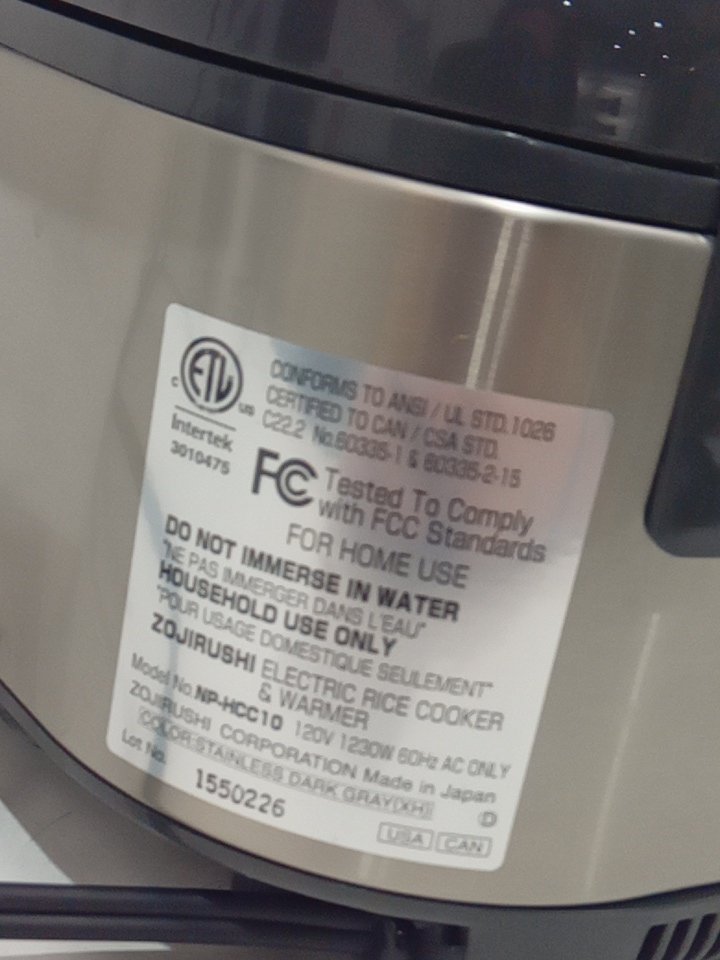 ETL
C US
Intertek
3010475
CONFORMS TO ANSI / UL STD.1026
CERTIFIED TO CAN / CSA STD.
C22.2 No.60335-1 & 60335-2-15
FC Tested To Comply
with FCC Standards
FOR HOME USE
DO NOT IMMERSE IN WATER
"NE PAS IMMERGER DANS L'EAU"
HOUSEHOLD USE ONLY
"POUR USAGE DOMESTIQUE SEULEMENT"
ZOJIRUSHI ELECTRIC RICE COOKER
& WARMER
Model No.NP-HCC10 120V 1230W 60Hz AC ONLY
ZOJIRUSHI CORPORATION Made in Japan
COLOR:STAINLESS DARK GRAY(XH) D
Lot No. 1550226
USA CAN